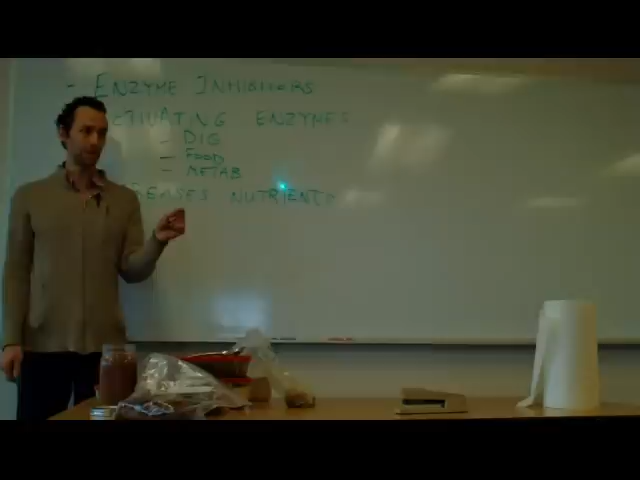 - ENZYME INHIBITORS
CTIVATING ENZYMES
- DIG
- FOOD
- METAB
EASES NUTRIENTS